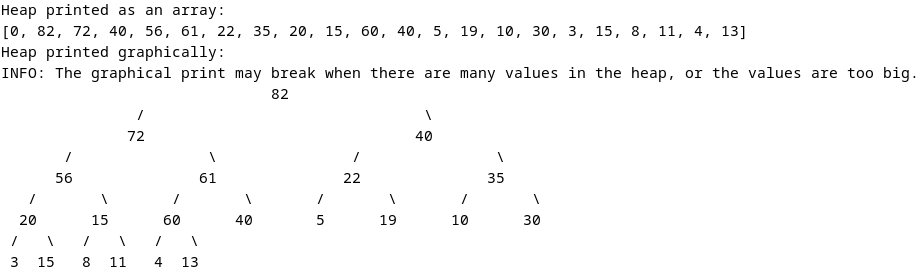 Heap printed as an array:
[0, 82, 72, 40, 56, 61, 22, 35, 20, 15, 60, 40, 5, 19, 10, 30, 3, 15, 8, 11, 4, 13]
Heap printed graphically:
INFO: The graphical print may break when there are many values in the heap, or the values are too big.
                              82
               /                               \
              72                              40
       /               \               /               \
      56              61              22              35
   /       \       /       \       /       \       /       \
  20      15      60      40       5      19      10      30
 /   \   /   \   /   \
 3  15   8  11   4  13